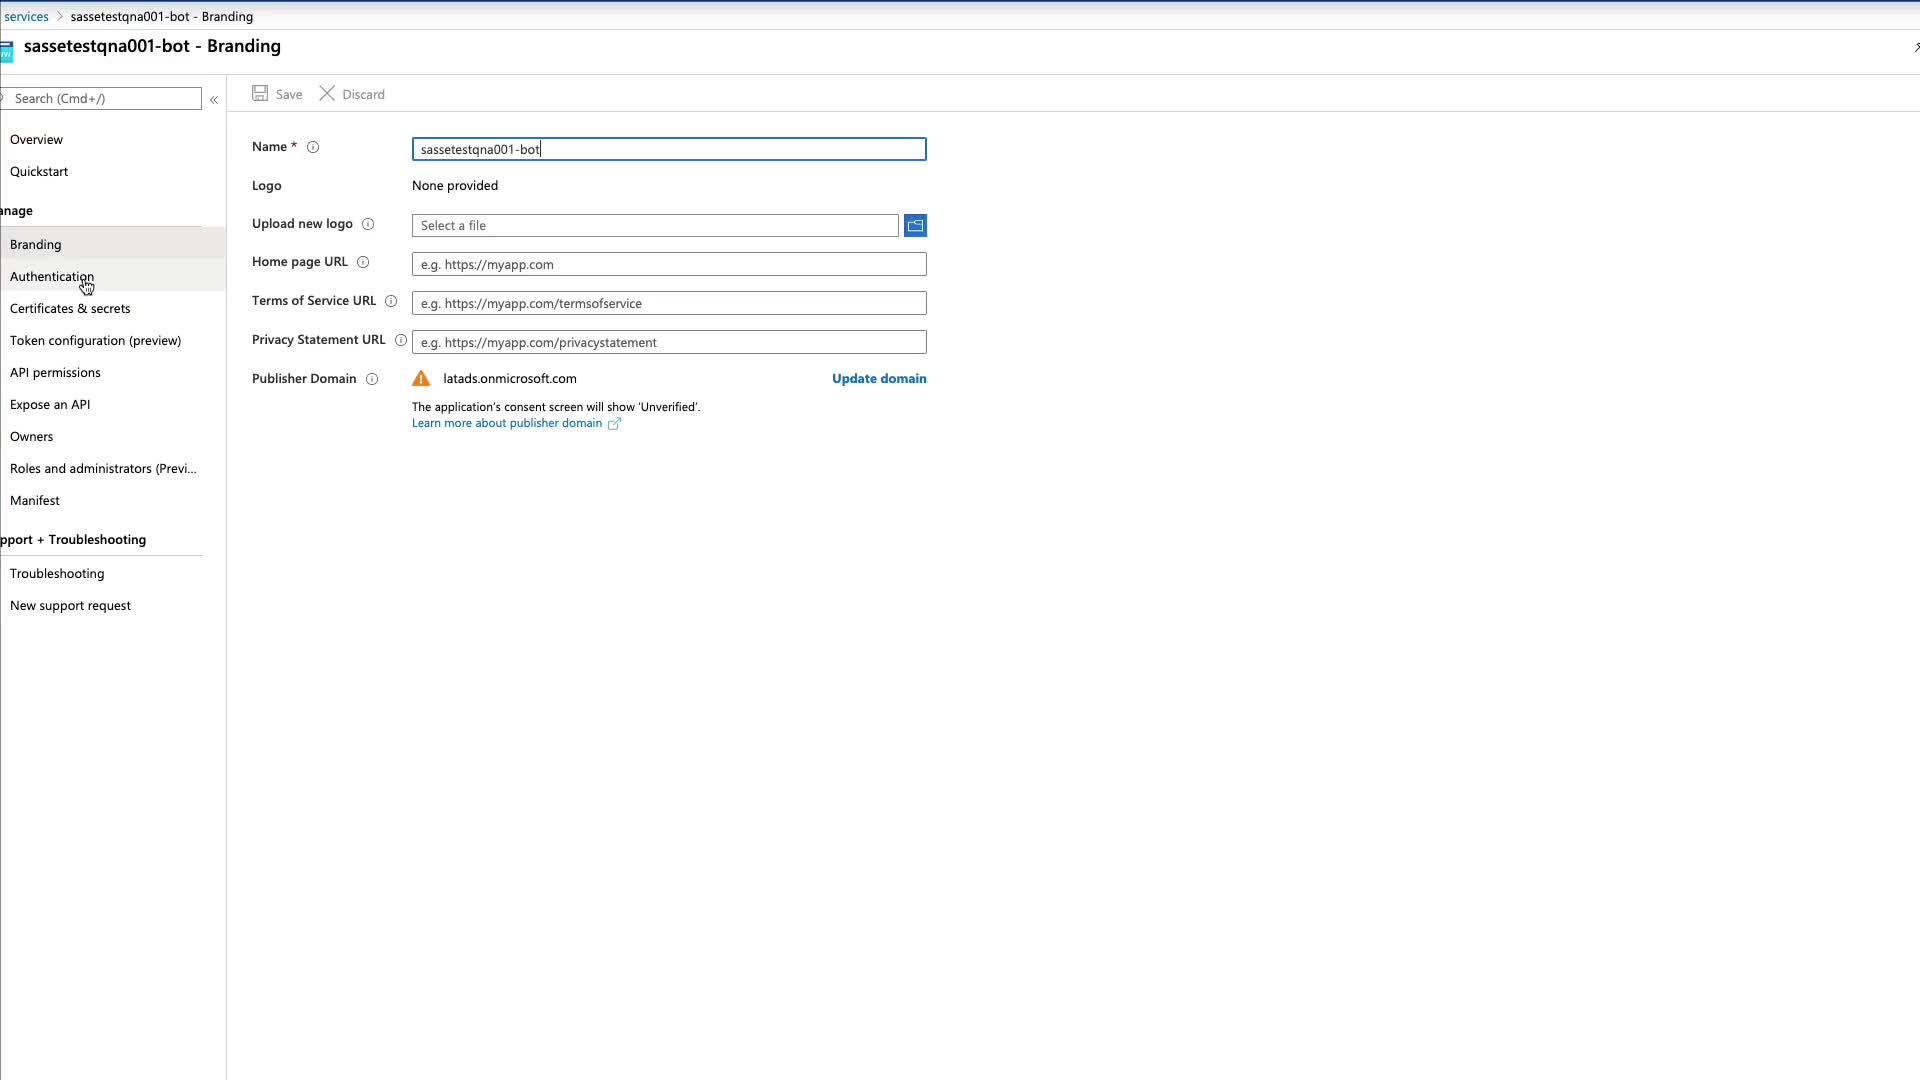 services > sassetestqna001-bot - Branding
sassetestqna001-bot - Branding
Search (Cmd+/)
«
Save
Discard
Overview
Quickstart
anage
Branding
Authentication
Certificates & secrets
Token configuration (preview)
API permissions
Expose an API
Owners
Roles and administrators (Previ...
Manifest
pport + Troubleshooting
Troubleshooting
New support request
Name *
sassetestqna001-bot
Logo
None provided
Upload new logo
Select a file
Home page URL
e.g. https://myapp.com
Terms of Service URL
e.g. https://myapp.com/termsofservice
Privacy Statement URL
e.g. https://myapp.com/privacystatement
Publisher Domain
latads.onmicrosoft.com
Update domain
The application's consent screen will show 'Unverified'.
Learn more about publisher domain